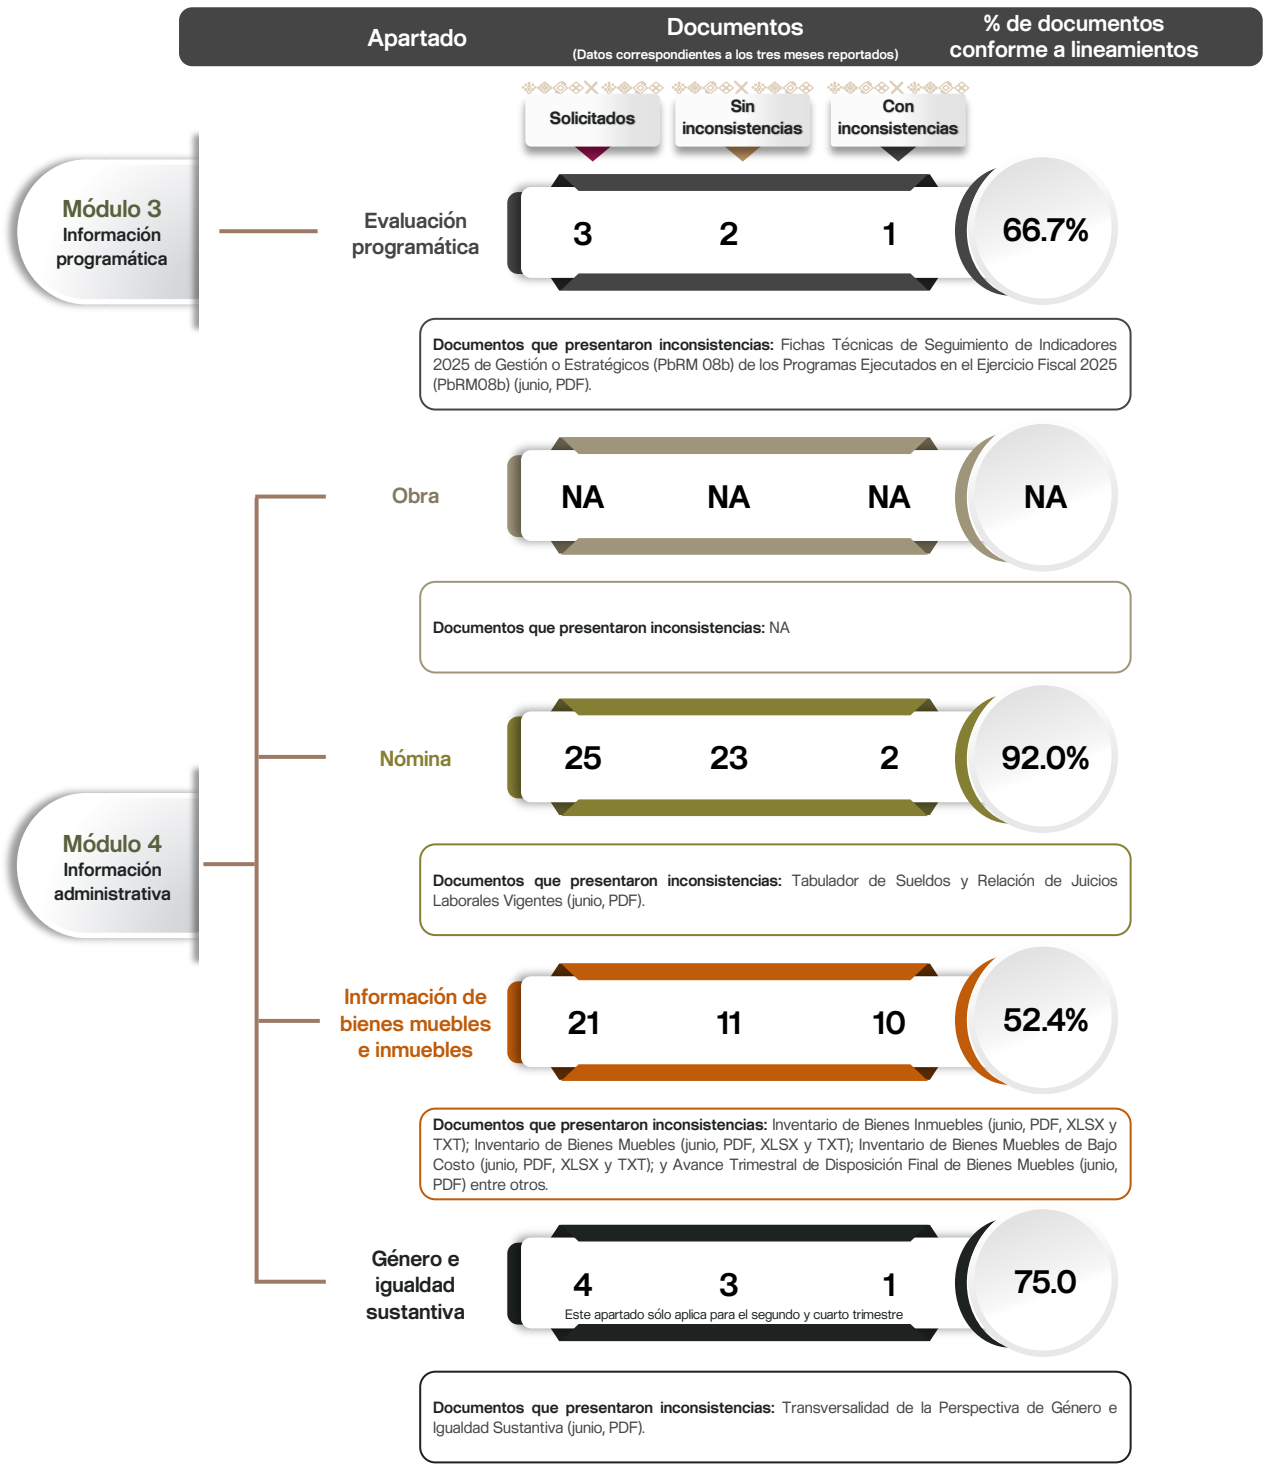 Apartado
Documentos
(Datos correspondientes a los tres meses reportados)
% de documentos
conforme a lineamientos
Solicitados
Sin
inconsistencias
Con
inconsistencias
Módulo 3
Información
programática
Evaluación
programática
3 2 1 66.7%
Documentos que presentaron inconsistencias: Fichas Técnicas de Seguimiento de Indicadores
2025 de Gestión o Estratégicos (PbRM 08b) de los Programas Ejecutados en el Ejercicio Fiscal 2025
(PbRM08b) (junio, PDF).
Obra
NA NA NA NA
Documentos que presentaron inconsistencias: NA
Nómina
25 23 2 92.0%
Módulo 4
Información
administrativa
Documentos que presentaron inconsistencias: Tabulador de Sueldos y Relación de Juicios
Laborales Vigentes (junio, PDF).
Información de
bienes muebles
e inmuebles
21 11 10 52.4%
Documentos que presentaron inconsistencias: Inventario de Bienes Inmuebles (junio, PDF, XLSX y
TXT); Inventario de Bienes Muebles (junio, PDF, XLSX y TXT); Inventario de Bienes Muebles de Bajo
Costo (junio, PDF, XLSX y TXT); y Avance Trimestral de Disposición Final de Bienes Muebles (junio,
PDF) entre otros.
Género e
igualdad
sustantiva
4 3 1 75.0
Este apartado sólo aplica para el segundo y cuarto trimestre
Documentos que presentaron inconsistencias: Transversalidad de la Perspectiva de Género e
Igualdad Sustantiva (junio, PDF).